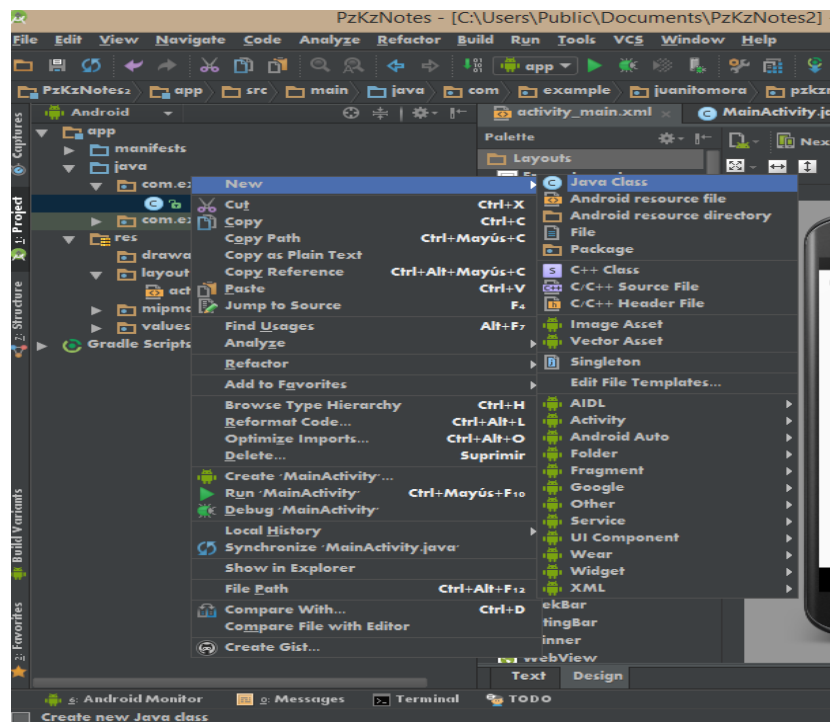 PzKzNotes - [C:\Users\Public\Documents\PzKzNotes2]
File Edit View Navigate Code Analyze Refactor Build Run Tools VCS Window Help
app
PzKzNotes2 app src main java com example juanitomora pzkzn
Android
activity_main.xml
MainActivity.ja
Captures
1: Project
2: Structure
Build Variants
2: Favorites
app
manifests
java
com.ex
com.ex
res
drawa
layout
act
mipma
values
Gradle Scripts
New
Cut Ctrl+X
Copy Ctrl+C
Copy Path Ctrl+Mayús+C
Copy as Plain Text
Copy Reference Ctrl+Alt+Mayús+C
Paste Ctrl+V
Jump to Source F4
Find Usages Alt+F7
Analyze
Refactor
Add to Favorites
Browse Type Hierarchy Ctrl+H
Reformat Code... Ctrl+Alt+L
Optimize Imports... Ctrl+Alt+O
Delete... Suprimir
Create 'MainActivity'...
Run 'MainActivity' Ctrl+Mayús+F10
Debug 'MainActivity'
Local History
Synchronize 'MainActivity.java'
Show in Explorer
File Path Ctrl+Alt+F12
Compare With... Ctrl+D
Compare File with Editor
Create Gist...
Palette
Layouts
Nex
Java Class
Android resource file
Android resource directory
File
Package
C++ Class
C/C++ Source File
C/C++ Header File
Image Asset
Vector Asset
Singleton
Edit File Templates...
AIDL
Activity
Android Auto
Folder
Fragment
Google
Other
Service
UI Component
Wear
Widget
XML
ekBar
tingBar
inner
WebView
Text Design
6: Android Monitor 0: Messages Terminal TODO
Create new Java class